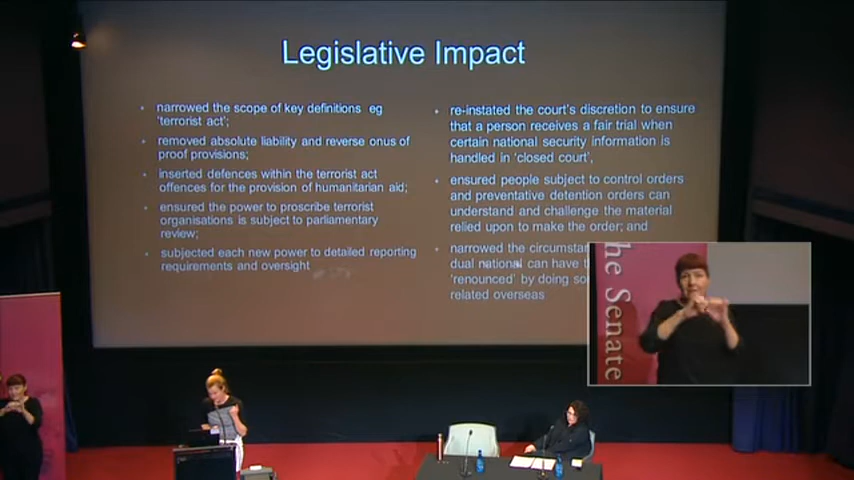 Legislative Impact
narrowed the scope of key definitions eg
'terrorist act';
removed absolute liability and reverse onus of
proof provisions;
inserted defences within the terrorist act
offences for the provision of humanitarian aid;
ensured the power to proscribe terrorist
organisations is subject to parliamentary
review;
subjected each new power to detailed reporting
requirements and oversight
re-instated the court's discretion to ensure
that a person receives a fair trial when
certain national security information is
handled in 'closed court',
ensured people subject to control orders
and preventative detention orders can
understand and challenge the material
relied upon to make the order; and
narrowed the
dual national can have
'renounced' by doing
related overseas
he Senate